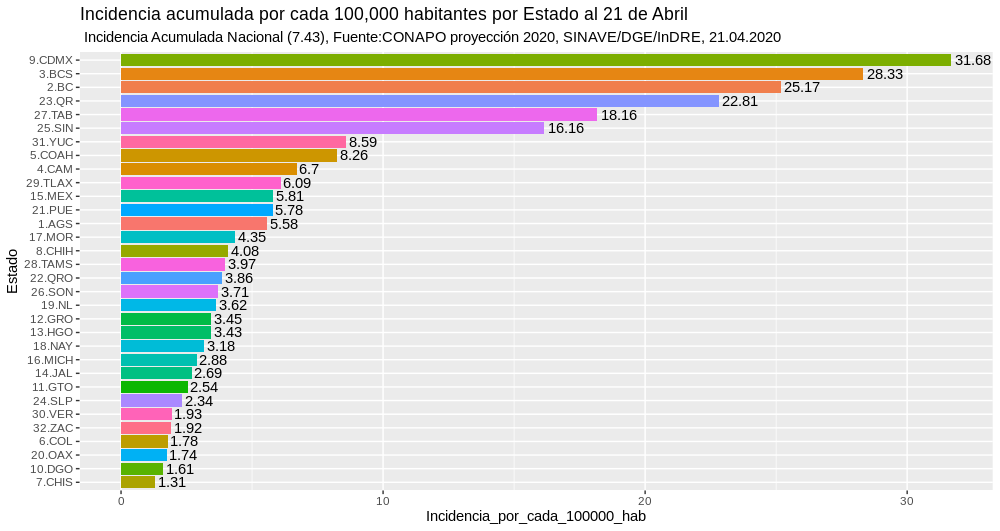 Incidencia acumulada por cada 100,000 habitantes por Estado al 21 de Abril
Incidencia Acumulada Nacional (7.43), Fuente:CONAPO proyección 2020, SINAVE/DGE/InDRE, 21.04.2020
Estado
9.CDMX 31.68
3.BCS 28.33
2.BC 25.17
23.QR 22.81
27.TAB 18.16
25.SIN 16.16
31.YUC 8.59
5.COAH 8.26
4.CAM 6.7
29.TLAX 6.09
15.MEX 5.81
21.PUE 5.78
1.AGS 5.58
17.MOR 4.35
8.CHIH 4.08
28.TAMS 3.97
22.QRO 3.86
26.SON 3.71
19.NL 3.62
12.GRO 3.45
13.HGO 3.43
18.NAY 3.18
16.MICH 2.88
14.JAL 2.69
11.GTO 2.54
24.SLP 2.34
30.VER 1.93
32.ZAC 1.92
6.COL 1.78
20.OAX 1.74
10.DGO 1.61
7.CHIS 1.31
0 10 20 30
Incidencia_por_cada_100000_hab